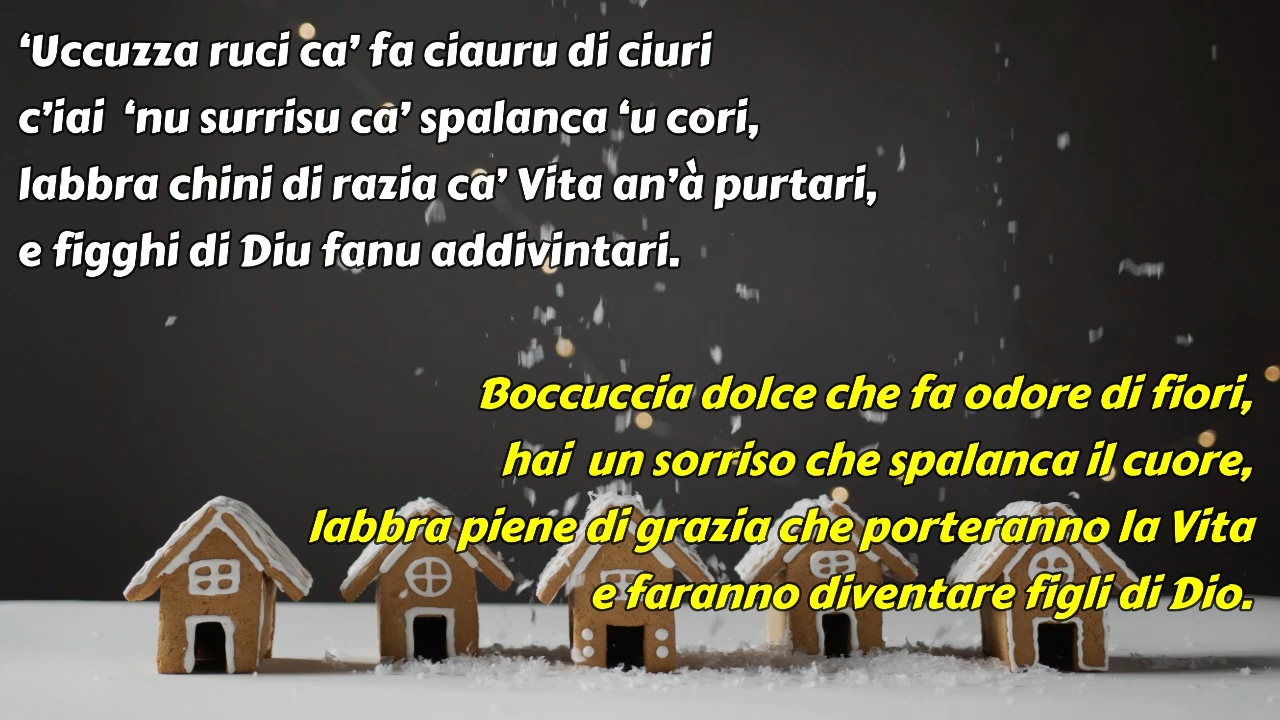 ‘Uccuzza ruci ca’ fa ciauru di ciuri
c’iai ‘nu surrisu ca’ spalanca ‘u cori,
labbra chini di razia ca’ Vita an’à purtari,
e figghi di Diu fanu addivintari.
Boccuccia dolce che fa odore di fiori,
hai un sorriso che spalanca il cuore,
labbra piene di grazia che porteranno la Vita
e faranno diventare figli di Dio.